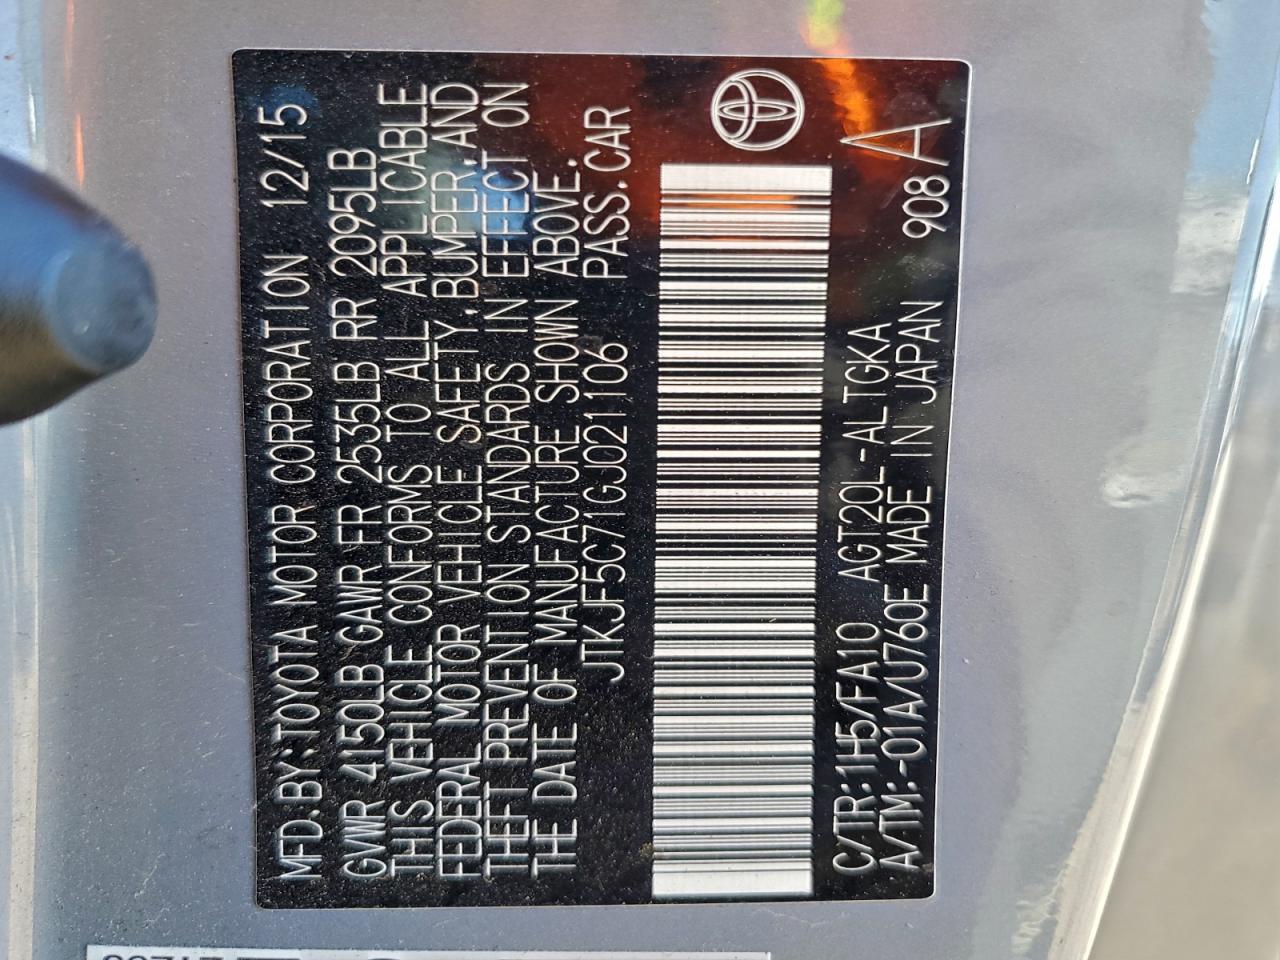 MFD.BY:TOYOTA MOTOR CORPORATION 12/15
GVWR 4150LB GAWR FR 2535LB RR 2095LB
THIS VEHICLE CONFORMS TO ALL APPLICABLE
FEDERAL MOTOR VEHICLE SAFETY,BUMPER,AND
THEFT PREVENTION STANDARDS IN EFFECT ON
THE DATE OF MANUFACTURE SHOWN ABOVE.
JTKJF5C71GJ021106 PASS.CAR
C/TR:1H5/FA10 AGT20L-ALTGKA
A/TM:-01A/U760E MADE IN JAPAN 908 A